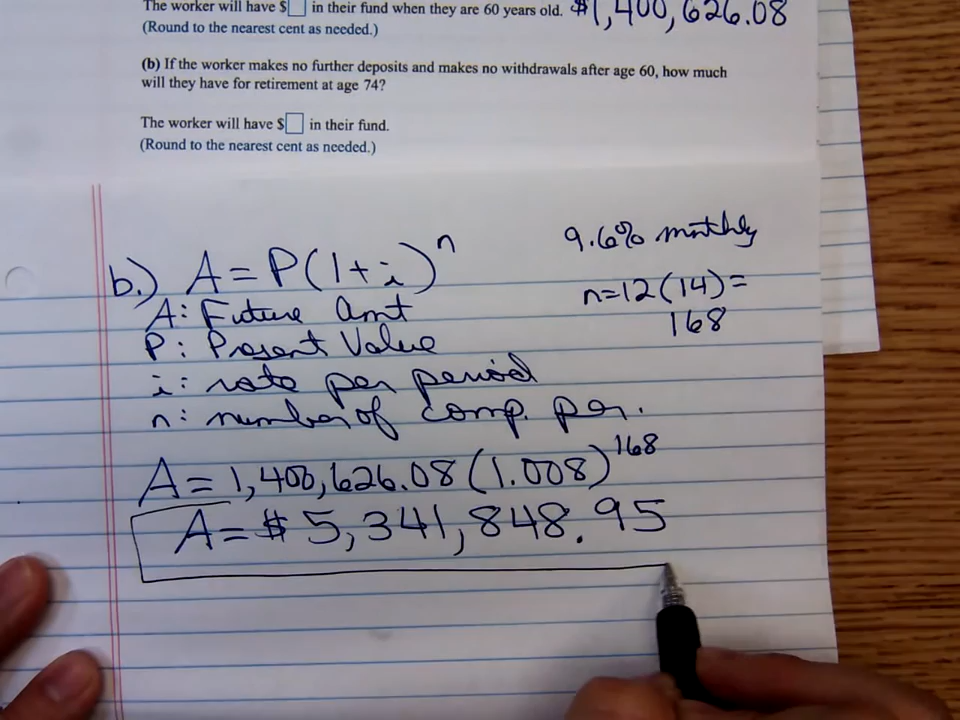 The worker will have $ in their fund when they are 60 years old. $1,400,626.08
(Round to the nearest cent as needed.)
(b) If the worker makes no further deposits and makes no withdrawals after age 60, how much
will they have for retirement at age 74?
The worker will have $ in their fund.
(Round to the nearest cent as needed.)
9.6% monthly
b.) A = P(1 + i)^n
n=12(14)=
168
A: Future Amt
P: Present Value
i: rate per period
n: number of comp. per.
A = 1,400,626.08 (1.008)^168
A = $5,341,848.95